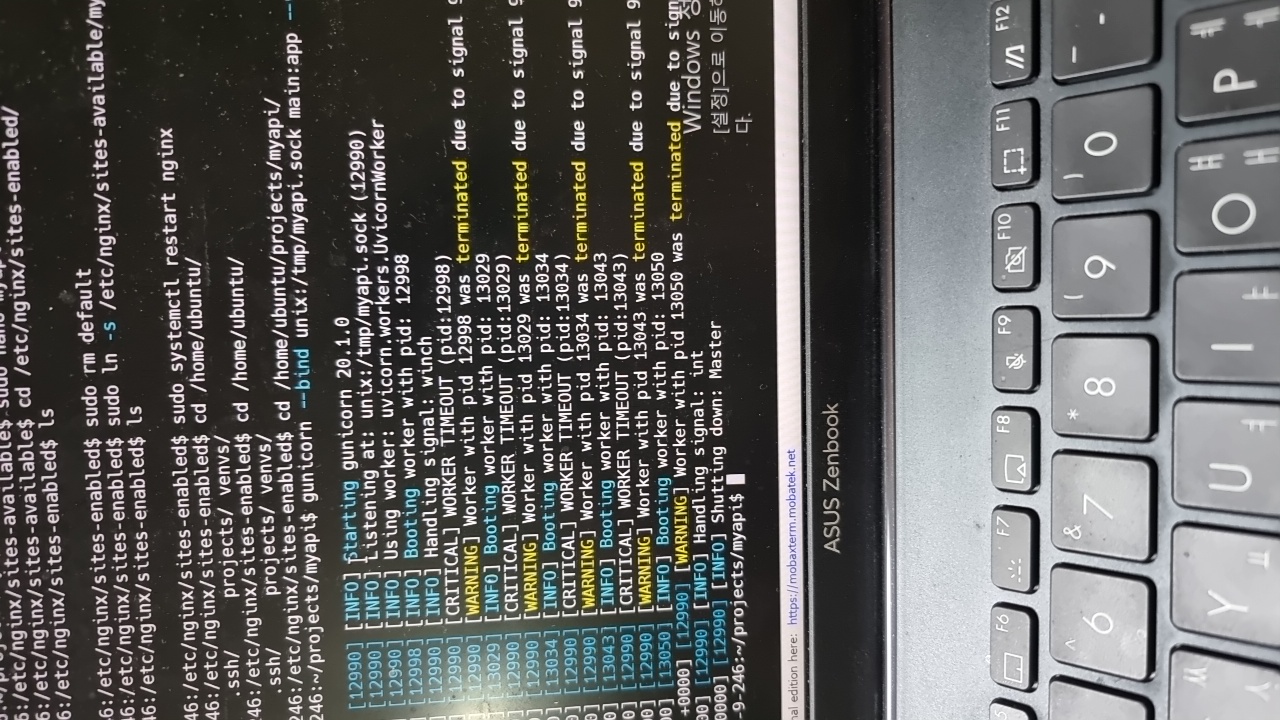 6:/etc/nginx/sites-available$ sudo nano
6:/etc/nginx/sites-available$ cd /etc/nginx/sites-enabled/
6:/etc/nginx/sites-enabled$ ls
46:/etc/nginx/sites-enabled$ sudo rm default
46:/etc/nginx/sites-enabled$ sudo ln -s /etc/nginx/sites-available/my
46:/etc/nginx/sites-enabled$ ls
46:/etc/nginx/sites-enabled$ sudo systemctl restart nginx
46:/etc/nginx/sites-enabled$ cd /home/ubuntu/
.ssh/ projects/ venvs/
246:/etc/nginx/sites-enabled$ cd /home/ubuntu/
.ssh/ projects/ venvs/
246:/etc/nginx/sites-enabled$ cd /home/ubuntu/projects/myapi/
246:~/projects/myapi$ gunicorn --bind unix:/tmp/myapi.sock main:app --
[12990] [INFO] Starting gunicorn 20.1.0
[12990] [INFO] Listening at: unix:/tmp/myapi.sock (12990)
[12990] [INFO] Using worker: uvicorn.workers.UvicornWorker
[12998] [INFO] Booting worker with pid: 12998
[12990] [INFO] Handling signal: winch
[12990] [CRITICAL] WORKER TIMEOUT (pid:12998)
[12990] [WARNING] Worker with pid 12998 was terminated due to signal 9
] [13029] [INFO] Booting worker with pid: 13029
] [12990] [CRITICAL] WORKER TIMEOUT (pid:13029)
] [12990] [WARNING] Worker with pid 13029 was terminated due to signal 9
0] [13034] [INFO] Booting worker with pid: 13034
0] [12990] [CRITICAL] WORKER TIMEOUT (pid:13034)
0] [12990] [WARNING] Worker with pid 13034 was terminated due to signal 9
0] [13043] [INFO] Booting worker with pid: 13043
0] [12990] [CRITICAL] WORKER TIMEOUT (pid:13043)
00] [12990] [WARNING] Worker with pid 13043 was terminated due to signal 9
00] [13050] [INFO] Booting worker with pid: 13050
+0000] [12990] [WARNING] Worker with pid 13050 was terminated due to sign
00] [12990] [INFO] Handling signal: int
0000] [12990] [INFO] Shutting down: Master
-9-246:~/projects/myapi$
Windows 정
[설정]으로 이동하
다.
nal edition here: https://mobaxterm.mobatek.net
ASUS Zenbook
F6 F7 F8 F9 F10 F11 F12
^ & * ( ) _
6 7 8 9 0 -
Y U I O P
ㅛ ㅕ ㅑ ㅐ ㅔ